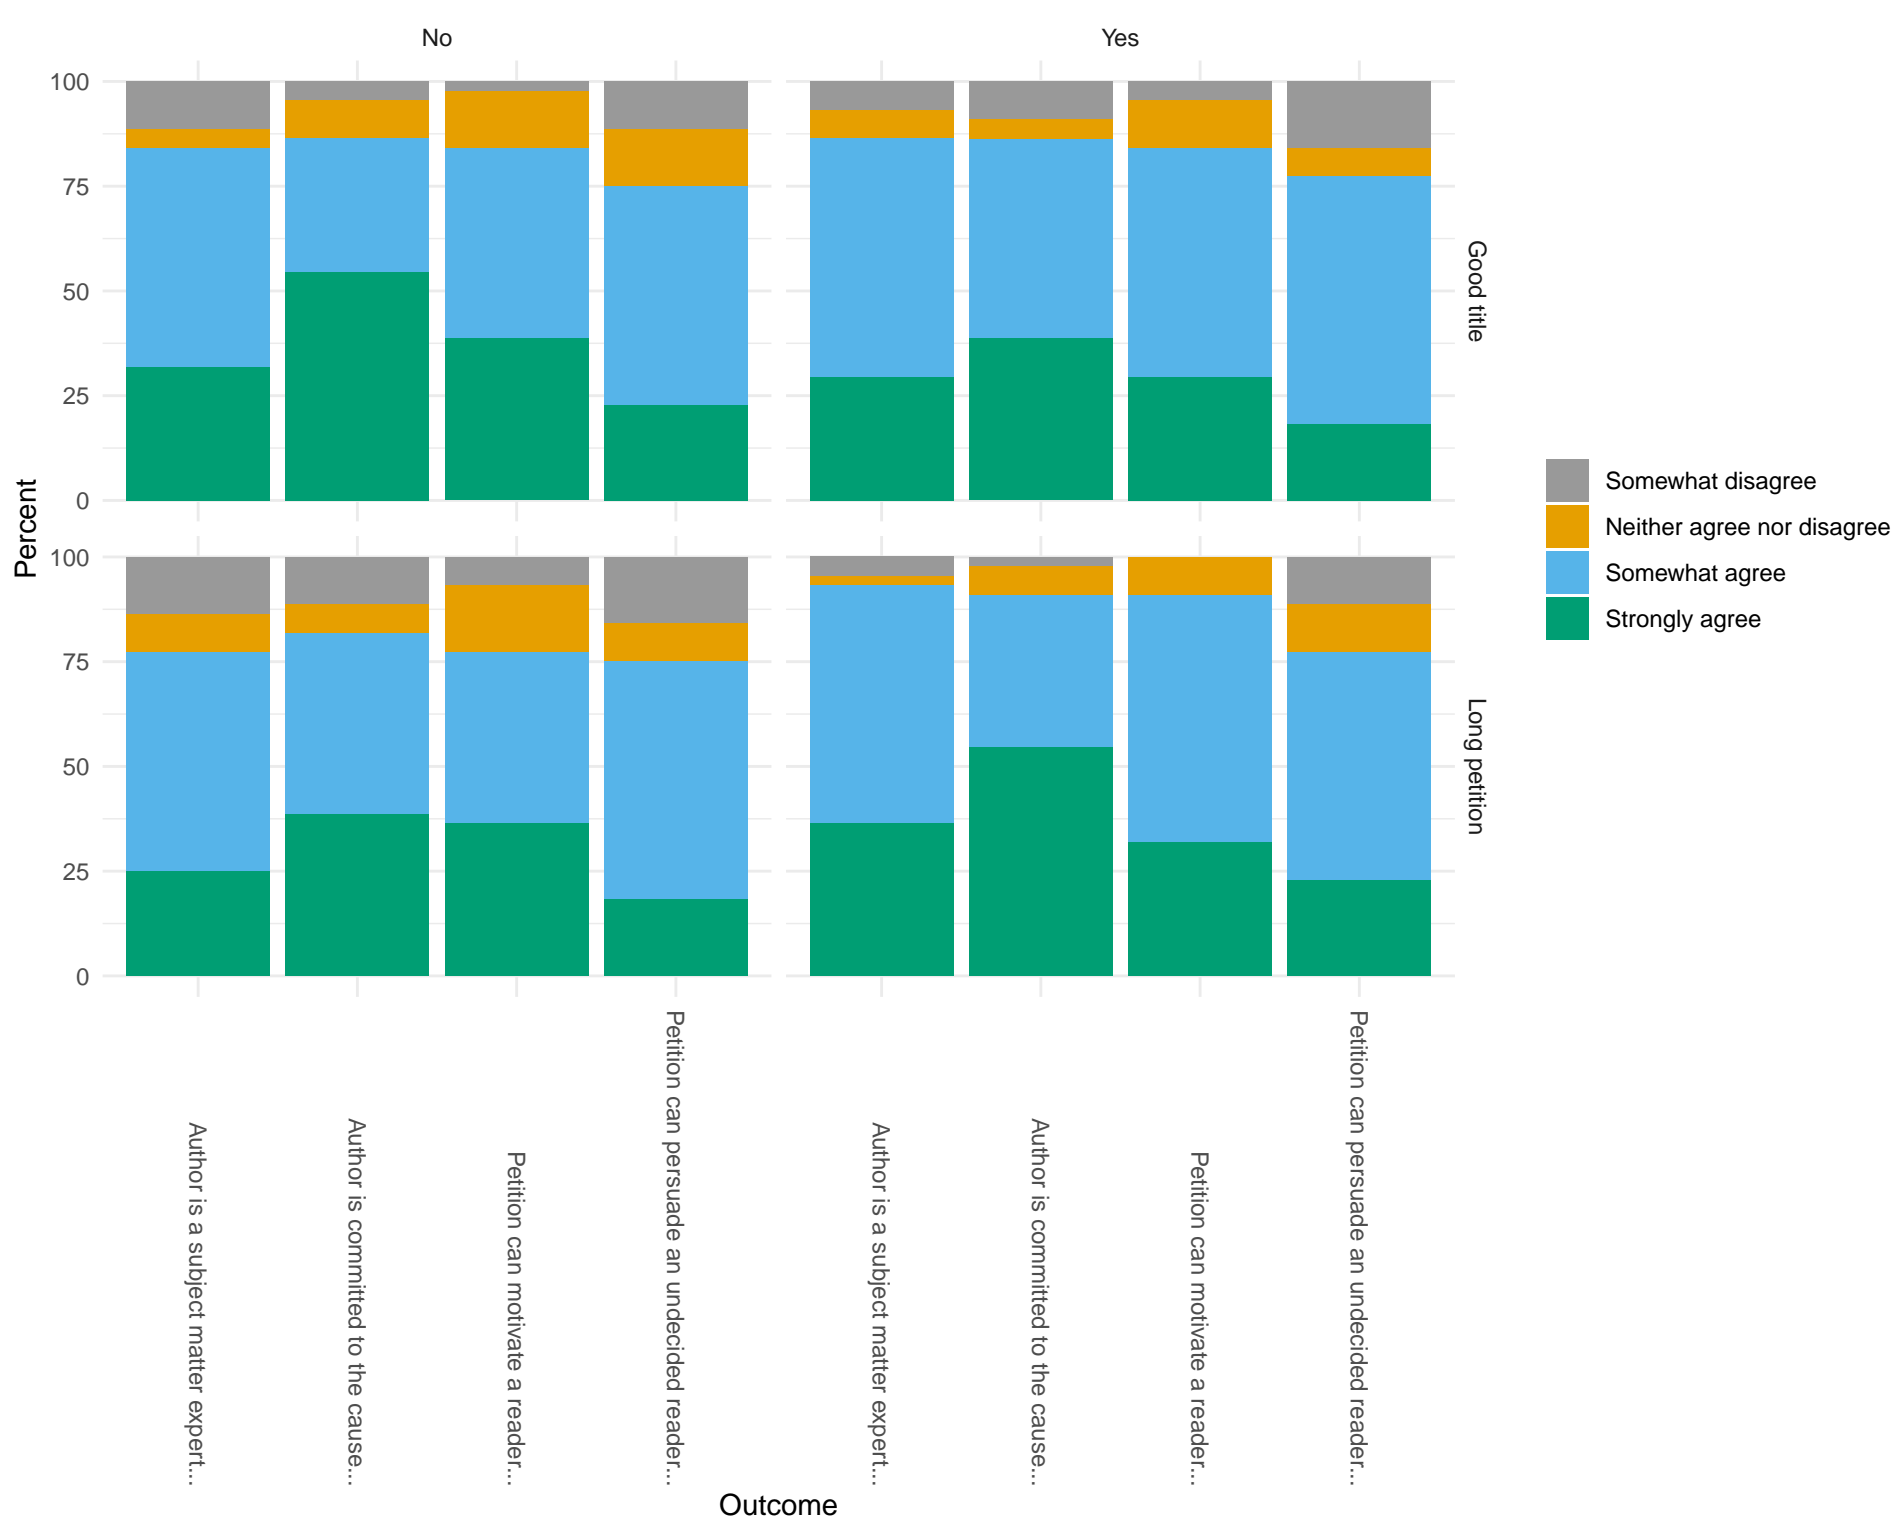 No
Yes
100
75
50
25
0
Good title
100
75
50
25
0
Long petition
Percent
Author is a subject matter expert...
Author is committed to the cause...
Petition can motivate a reader...
Petition can persuade an undecided reader...
Author is a subject matter expert...
Author is committed to the cause...
Petition can motivate a reader...
Petition can persuade an undecided reader...
Outcome
Somewhat disagree
Neither agree nor disagree
Somewhat agree
Strongly agree